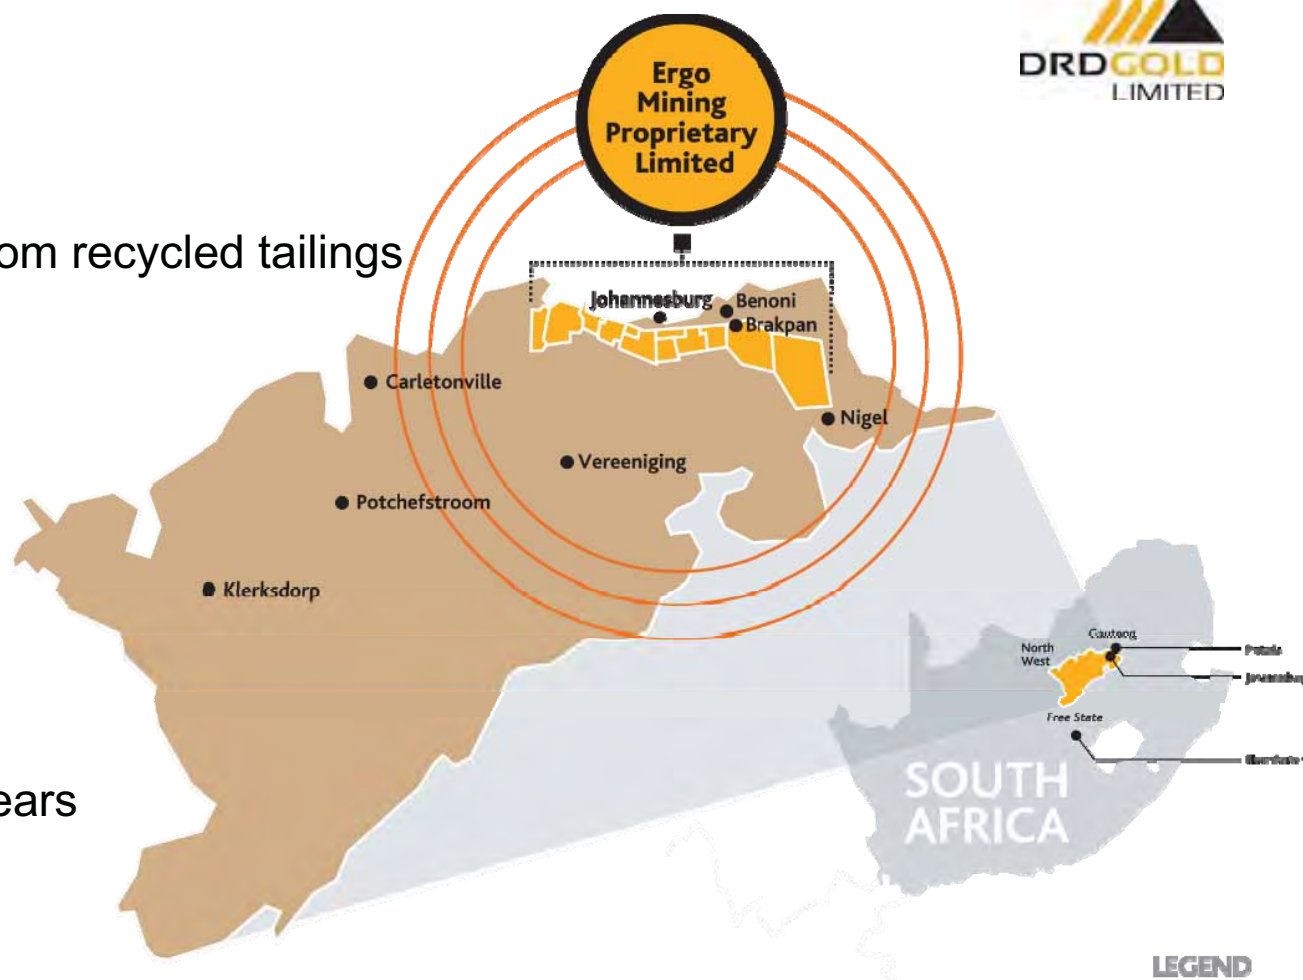 DRDGOLD
LIMITED
Ergo
Mining
Proprietary
Limited
om recycled tailings
Johannesburg
Benoni
Brakpan
Carletonville
Nigel
Vereeniging
Potchefstroom
Klerksdorp
Gauteng
North
West
Free State
ears
SOUTH
AFRICA
LEGEND